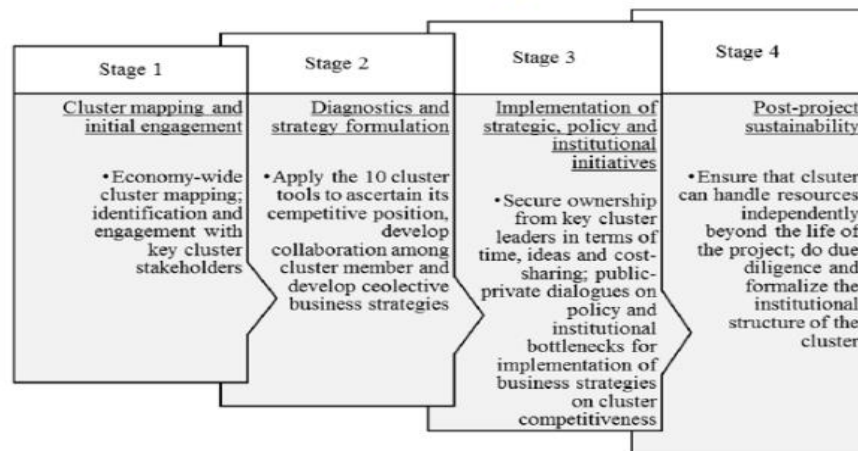 Stage 1
Cluster mapping and
initial engagement
•Economy-wide
cluster mapping;
identification and
engagement with
key cluster
stakeholders
Stage 2
Diagnostics and
strategy formulation
•Apply the 10 cluster
tools to ascertain its
cempetitive position,
develop
collaboration among
cluster member and
develop ceolective
business strategies
Stage 3
Implementation of
strategic, policy and
institutional
initiatives
•Secure ownership
from key cluster
leaders in terms of
time, ideas and cost-
sharing; public-
private dialogues on
policy and
institutional
bottlenecks for
implementation of
business strategies
on cluster
competitiveness
Stage 4
Post-project
sustainability
•Ensure that clsuter
can handle resources
independently
beyond the life of
the project; do due
diligence and
formalize the
institutional
structure of the
cluster